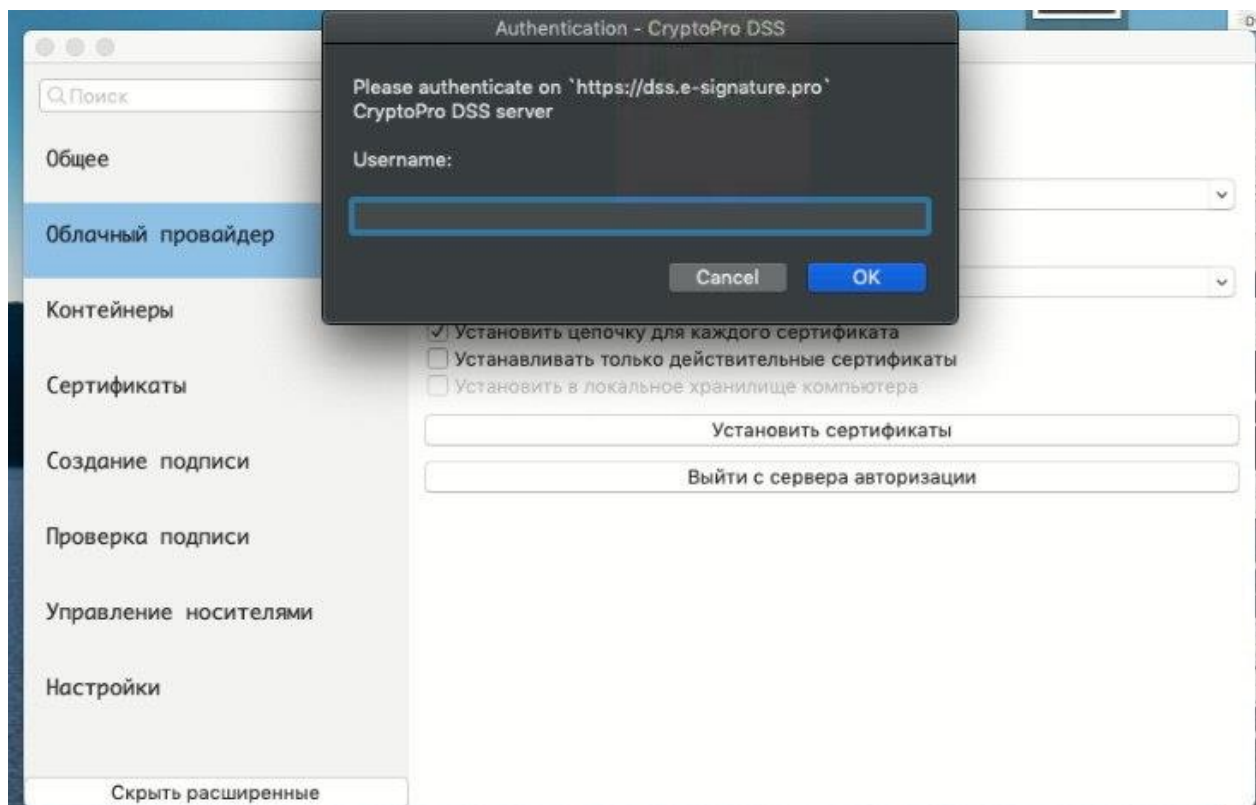 Authentication - CryptoPro DSS
Please authenticate on `https://dss.e-signature.pro`
CryptoPro DSS server
Username:
Cancel
OK
Поиск
Общее
Облачный провайдер
Контейнеры
Сертификаты
Создание подписи
Проверка подписи
Управление носителями
Настройки
Скрыть расширенные
Установить цепочку для каждого сертификата
Устанавливать только действительные сертификаты
Установить в локальное хранилище компьютера
Установить сертификаты
Выйти с сервера авторизации